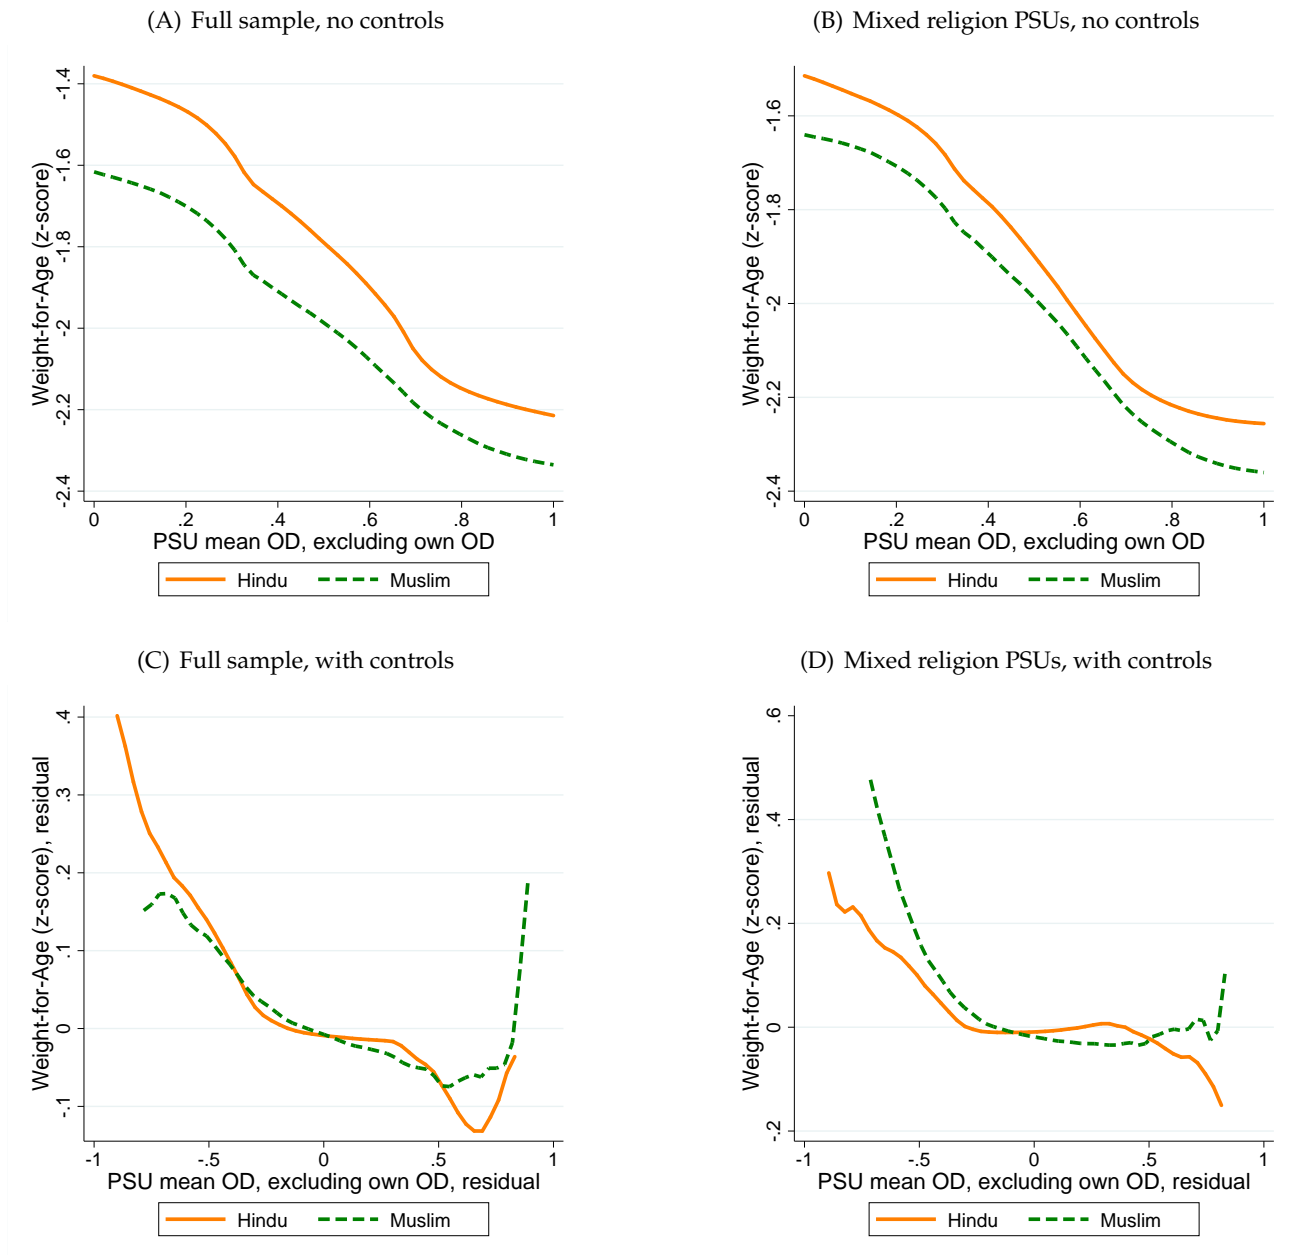 (A) Full sample, no controls
Weight-for-Age (z-score)
-1.4
-1.6
-1.8
-2
-2.2
-2.4
0 .2 .4 .6 .8 1
PSU mean OD, excluding own OD
Hindu Muslim
(B) Mixed religion PSUs, no controls
Weight-for-Age (z-score)
-1.6
-1.8
-2
-2.2
-2.4
0 .2 .4 .6 .8 1
PSU mean OD, excluding own OD
Hindu Muslim
(C) Full sample, with controls
Weight-for-Age (z-score), residual
.4
.3
.2
.1
0
-.1
-1 -.5 0 .5 1
PSU mean OD, excluding own OD, residual
Hindu Muslim
(D) Mixed religion PSUs, with controls
Weight-for-Age (z-score), residual
.6
.4
.2
0
-.2
-1 -.5 0 .5 1
PSU mean OD, excluding own OD, residual
Hindu Muslim